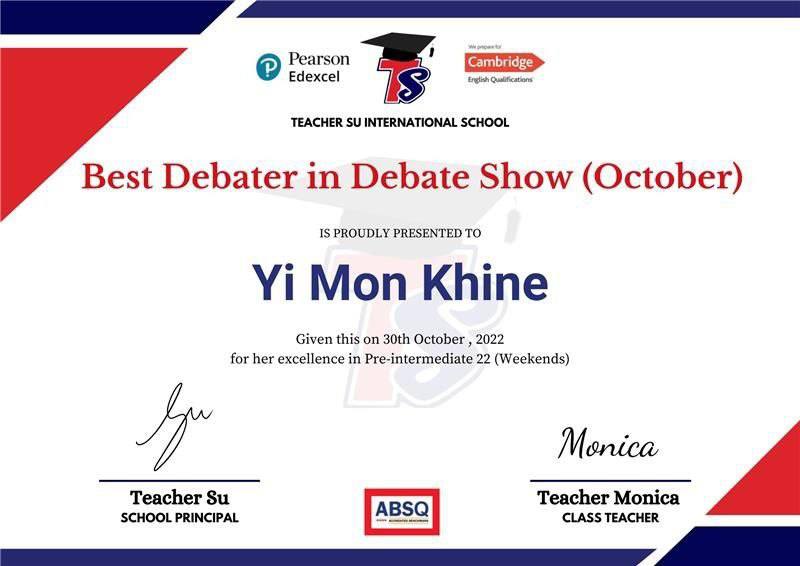 Pearson
Edexcel
TS
We prepare for
Cambridge
English Qualifications
TEACHER SU INTERNATIONAL SCHOOL
Best Debater in Debate Show (October)
IS PROUDLY PRESENTED TO
Yi Mon Khine
Given this on 30th October , 2022
for her excellence in Pre-intermediate 22 (Weekends)
Su
Monica
Teacher Su
SCHOOL PRINCIPAL
Teacher Monica
CLASS TEACHER
ABSQ
ACCREDITED BENCHMARKS